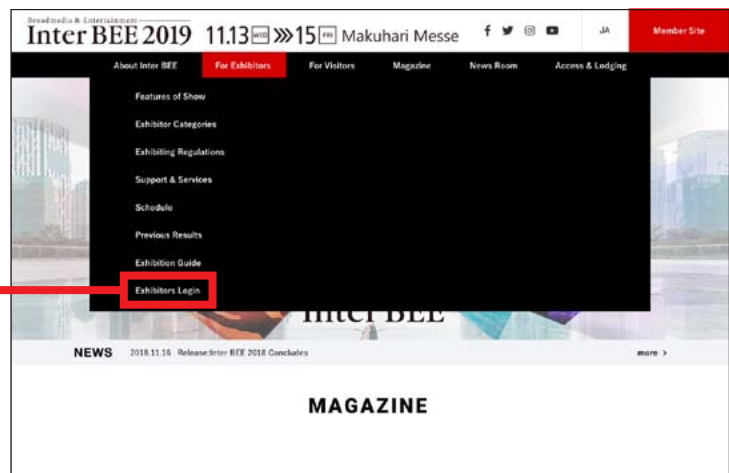 Broadmedia & Entertainment
Inter BEE 2019 11.13 WED 15 FRI Makuhari Messe f JA Member Site
About Inter BEE For Exhibitors For Visitors Magazine News Room Access & Lodging
Features of Show
Exhibitor Categories
Exhibiting Regulations
Support & Services
Schedule
Previous Results
Exhibition Guide
Exhibitors Login
Inter BEE
NEWS 2018.11.16 Release:Inter BEE 2018 Concludes more >
MAGAZINE